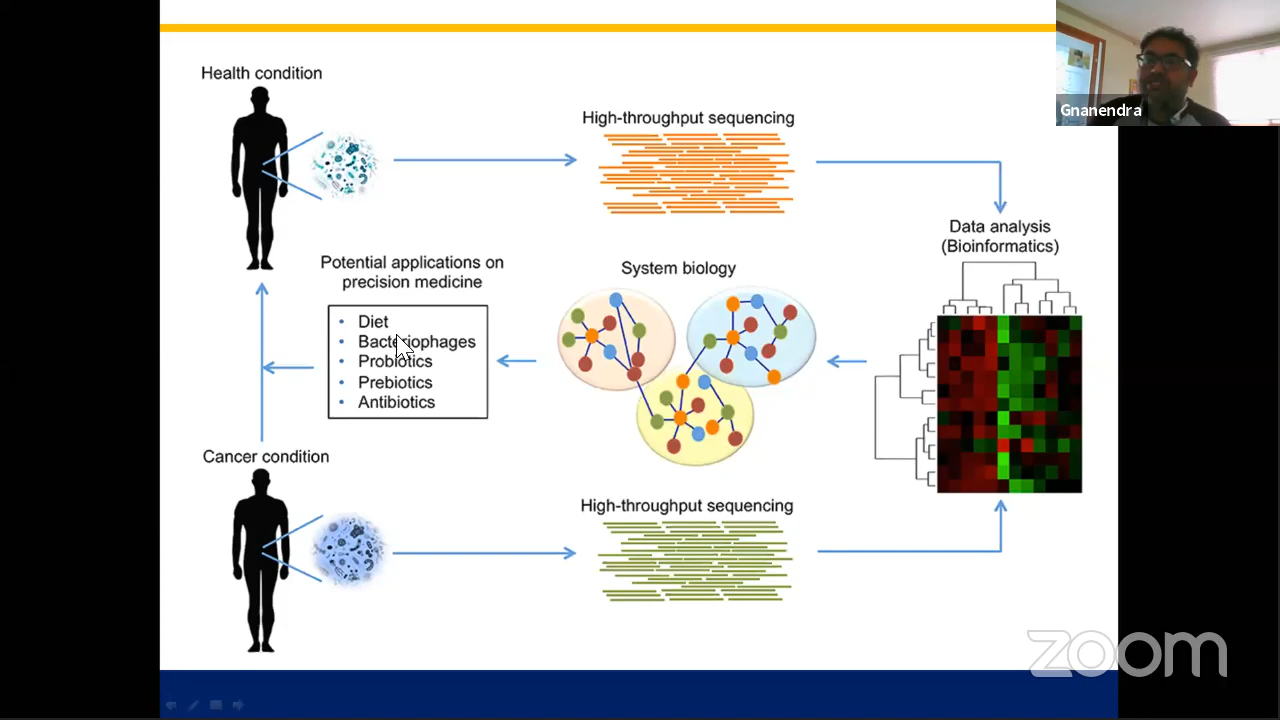 Health condition
High-throughput sequencing
Gnanendra
Data analysis
(Bioinformatics)
Potential applications on
precision medicine
• Diet
• Bacteriophages
• Probiotics
• Prebiotics
• Antibiotics
System biology
Cancer condition
High-throughput sequencing
zoom